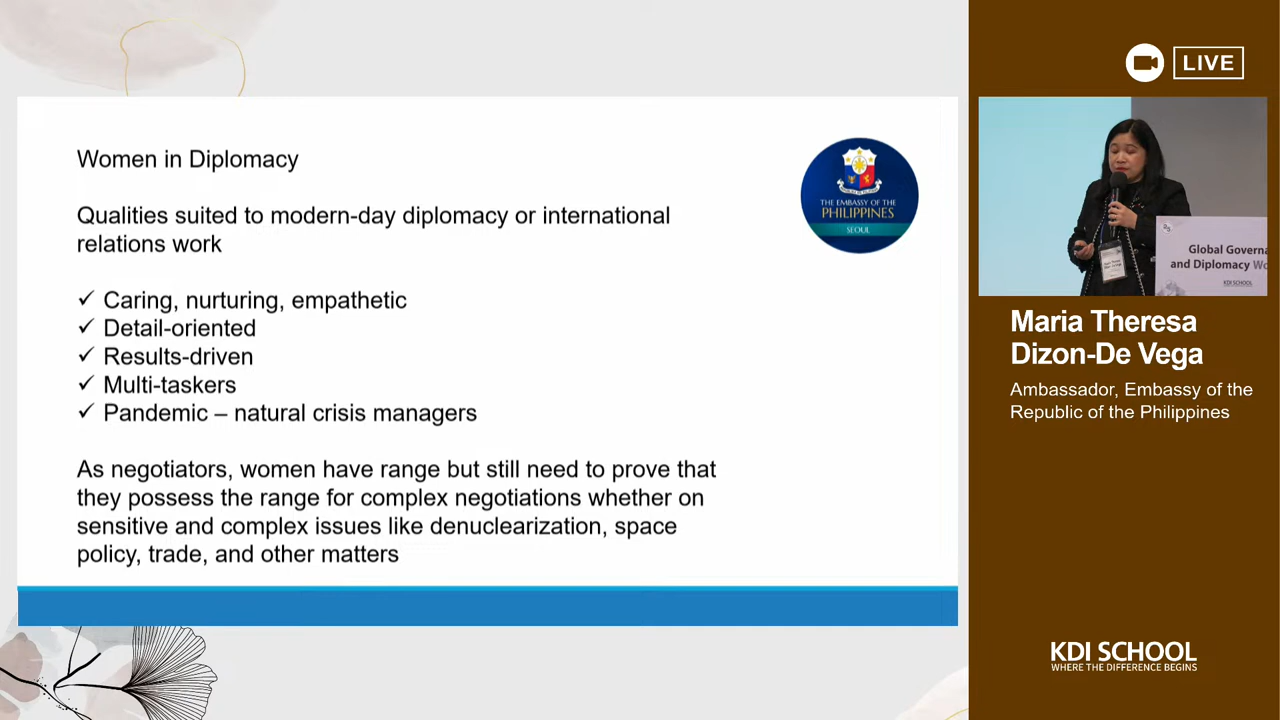 Women in Diplomacy
Qualities suited to modern-day diplomacy or international
relations work
✓ Caring, nurturing, empathetic
✓ Detail-oriented
✓ Results-driven
✓ Multi-taskers
✓ Pandemic – natural crisis managers
As negotiators, women have range but still need to prove that
they possess the range for complex negotiations whether on
sensitive and complex issues like denuclearization, space
policy, trade, and other matters
THE EMBASSY OF THE
PHILIPPINES
SEOUL
LIVE
Global Governa
and Diplomacy Wo
KDI SCHOOL
Maria Theresa
Dizon-De Vega
Ambassador, Embassy of the
Republic of the Philippines
KDI SCHOOL
WHERE THE DIFFERENCE BEGINS